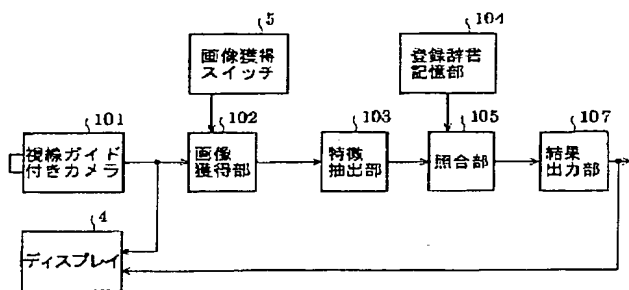 5
画像獲得
スイッチ
104
登録辞書
記憶部
101
視線ガイド
付きカメラ
102
画像
獲得部
103
特徴
抽出部
105
照合部
107
結果
出力部
4
ディスプレイ